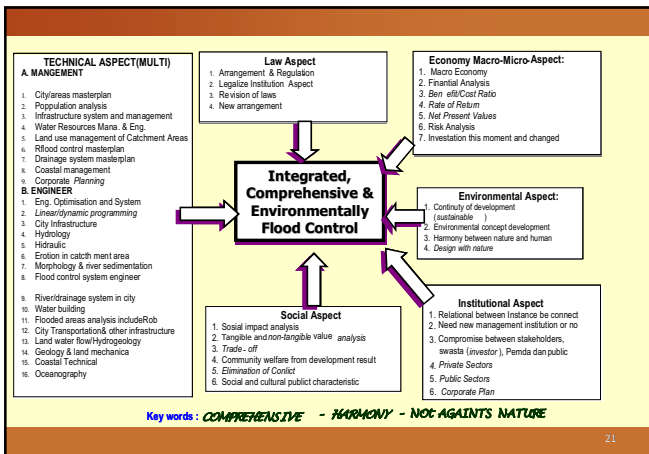 TECHNICAL ASPECT(MULTI)
A. MANGEMENT
1. City/areas masterplan
2. Poppulation analysis
3. Infrastructure system and management
4. Water Resources Mana. & Eng.
5. Land use management of Catchment Areas
6. Rflood control masterplan
7. Drainage system masterplan
8. Coastal management
9. Corporate Planning
B. ENGINEER
1. Eng. Optimisation and System
2. Linear/dynamic programming
3. City Infrastructure
4. Hydrology
5. Hidraulic
6. Erotion in catcth ment area
7. Morphology & river sedimentation
8. Flood control system engineer
9. River/drainage system in city
10. Water building
11. Flooded areas analysis includeRob
12. City Transportation& other infrastructure
13. Land water flow/Hydrogeology
14. Geology & land mechanica
15. Coastal Technical
16. Oceanography
Law Aspect
1. Arrangement & Regulation
2. Legalize Institution Aspect
3. Revision of laws
4. New arrangement
Economy Macro-Micro-Aspect:
1. Macro Economy
2. Finantial Analysis
3. Ben efit/Cost Ratio
4. Rate of Return
5. Net Present Values
6. Risk Analysis
7. Investation this moment and changed
Integrated,
Comprehensive &
Environmentally
Flood Control
Environmental Aspect:
1. Continuty of development
(sustainable )
2. Environmental concept development
3. Harmony between nature and human
4. Design with nature
Social Aspect
1. Sosial impact analysis
2. Tangible and non-tangible value analysis
3. Trade - off
4. Community welfare from development result
5. Elimination of Conlict
6. Social and cultural publict characteristic
Institutional Aspect
1. Relational between Instance be connect
2. Need new management institution or no
3. Compromise between stakeholders,
swasta (investor), Pemda dan public
4. Private Sectors
5. Public Sectors
6. Corporate Plan
Key words : COMPREHENSIVE - HARMONY - NOT AGAINTS NATURE
21